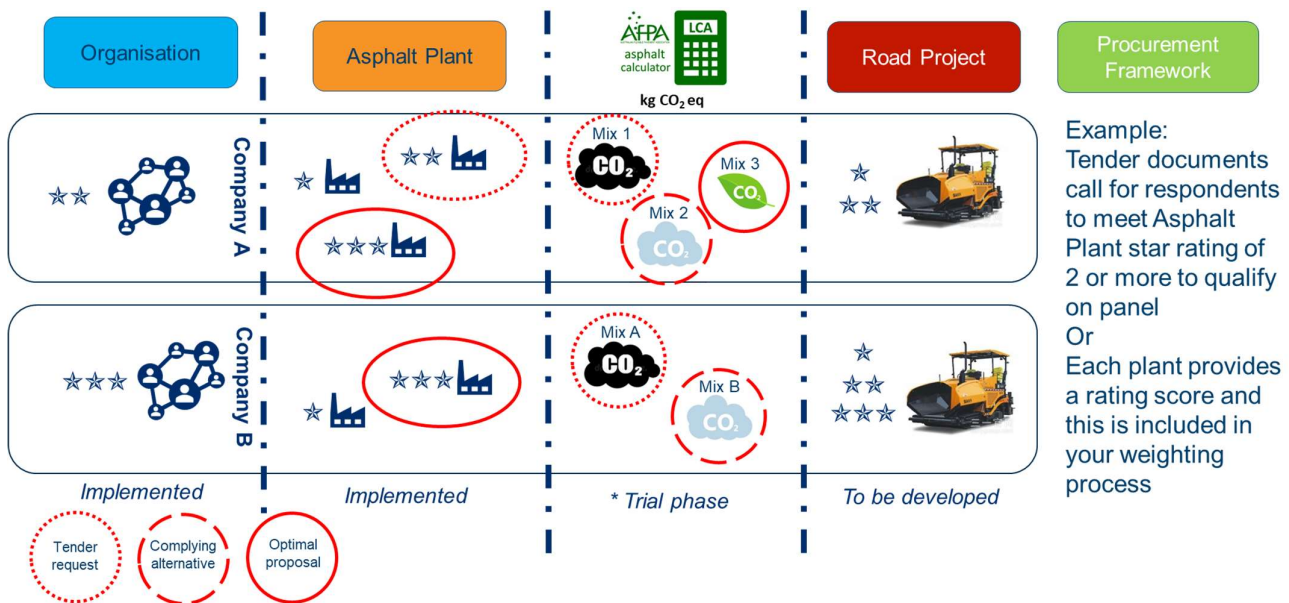 Organisation
Asphalt Plant
AfPA
asphalt
calculator
LCA
kg CO₂ eq
Road Project
Procurement
Framework
Company A
Mix 1
CO₂
Mix 2
CO₂
Mix 3
CO₂
Company B
Mix A
CO₂
Mix B
CO₂
Example:
Tender documents
call for respondents
to meet Asphalt
Plant star rating of
2 or more to qualify
on panel
Or
Each plant provides
a rating score and
this is included in
your weighting
process
Implemented
Implemented
* Trial phase
To be developed
Tender
request
Complying
alternative
Optimal
proposal